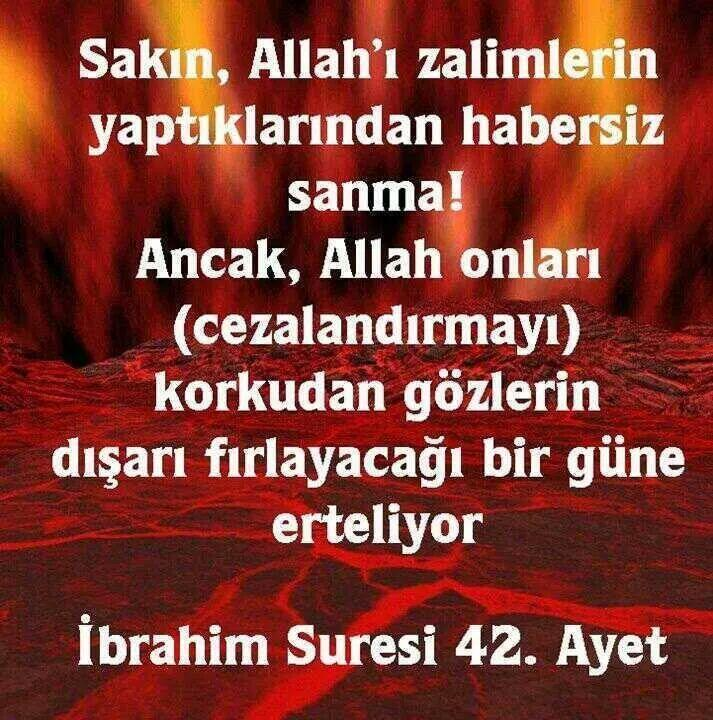 Sakın, Allah'ı zalimlerin
yaptıklarından habersiz
sanma!
Ancak, Allah onları
(cezalandırmayı)
korkudan gözlerin
dışarı fırlayacağı bir güne
erteliyor
İbrahim Suresi 42. Ayet